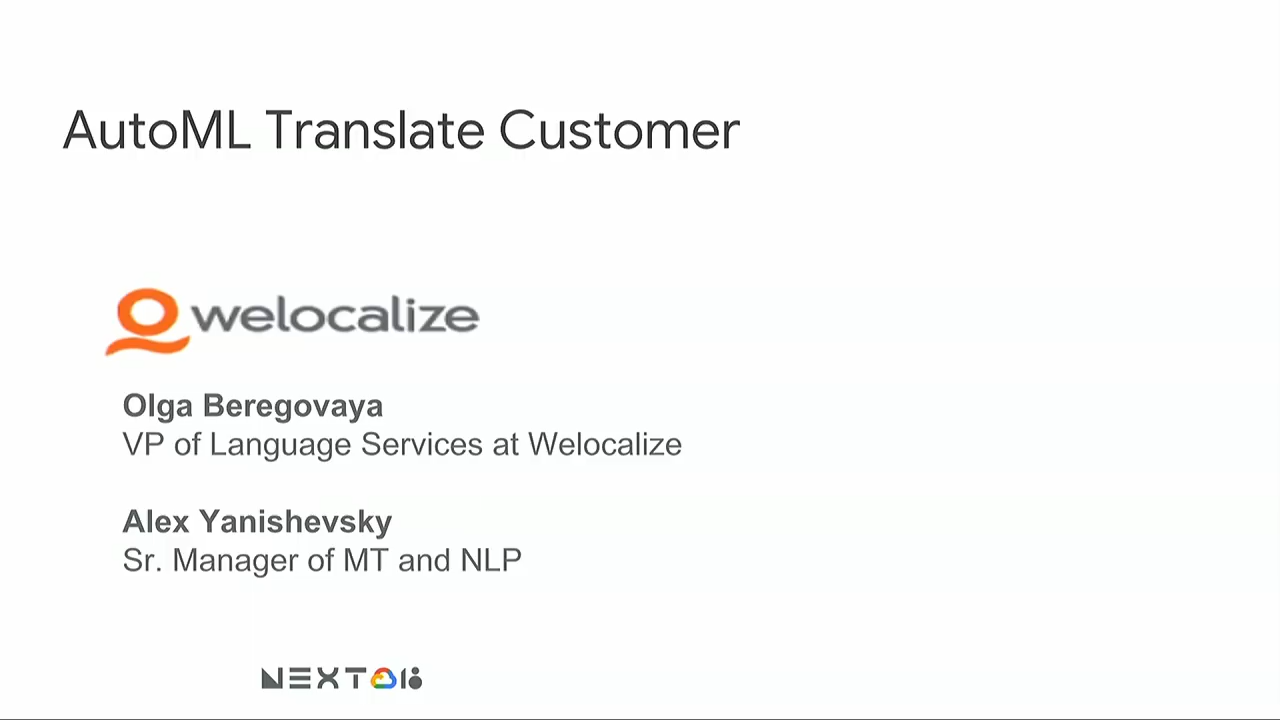 AutoML Translate Customer
welocalize
Olga Beregovaya
VP of Language Services at Welocalize
Alex Yanishevsky
Sr. Manager of MT and NLP
NEXT 18